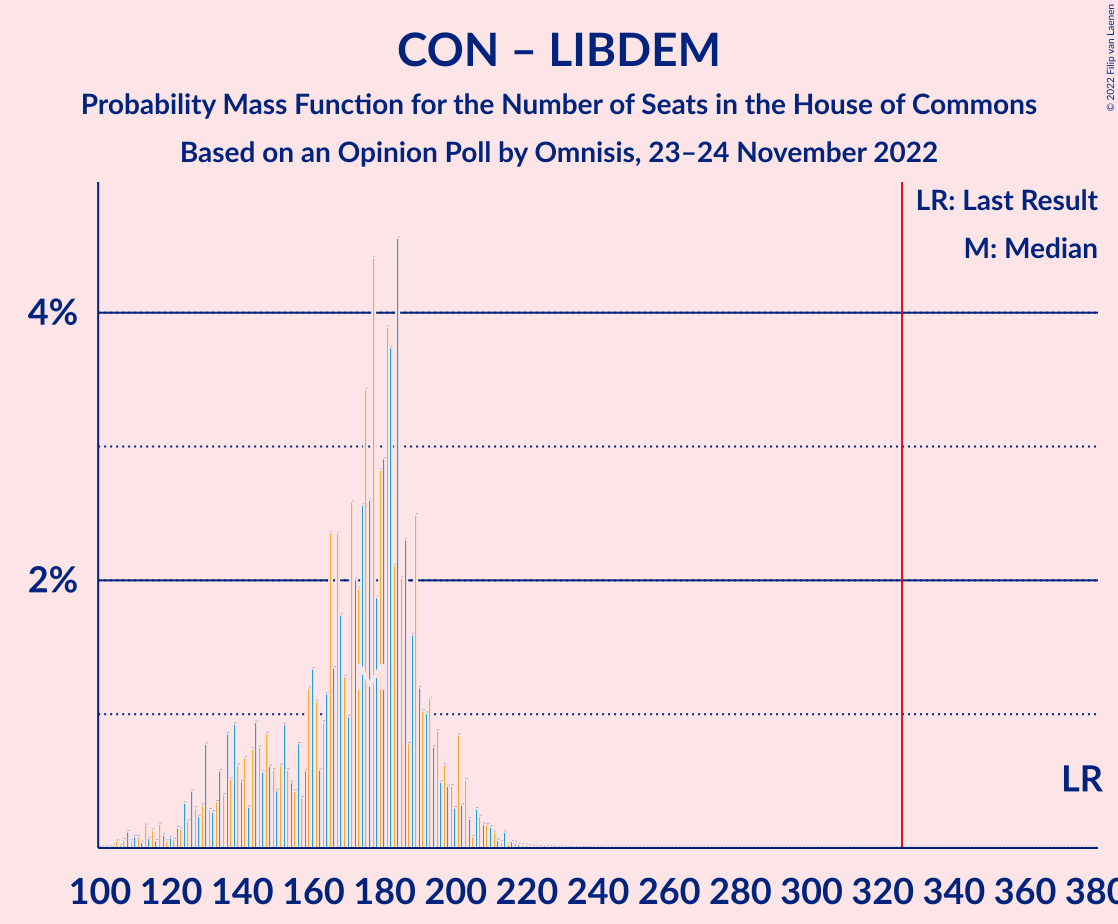 CON – LIBDEM
Probability Mass Function for the Number of Seats in the House of Commons
Based on an Opinion Poll by Omnisis, 23–24 November 2022
© 2022 Filip van Laenen
LR: Last Result
M: Median
4%
2%
M
LR
100 120 140 160 180 200 220 240 260 280 300 320 340 360 380